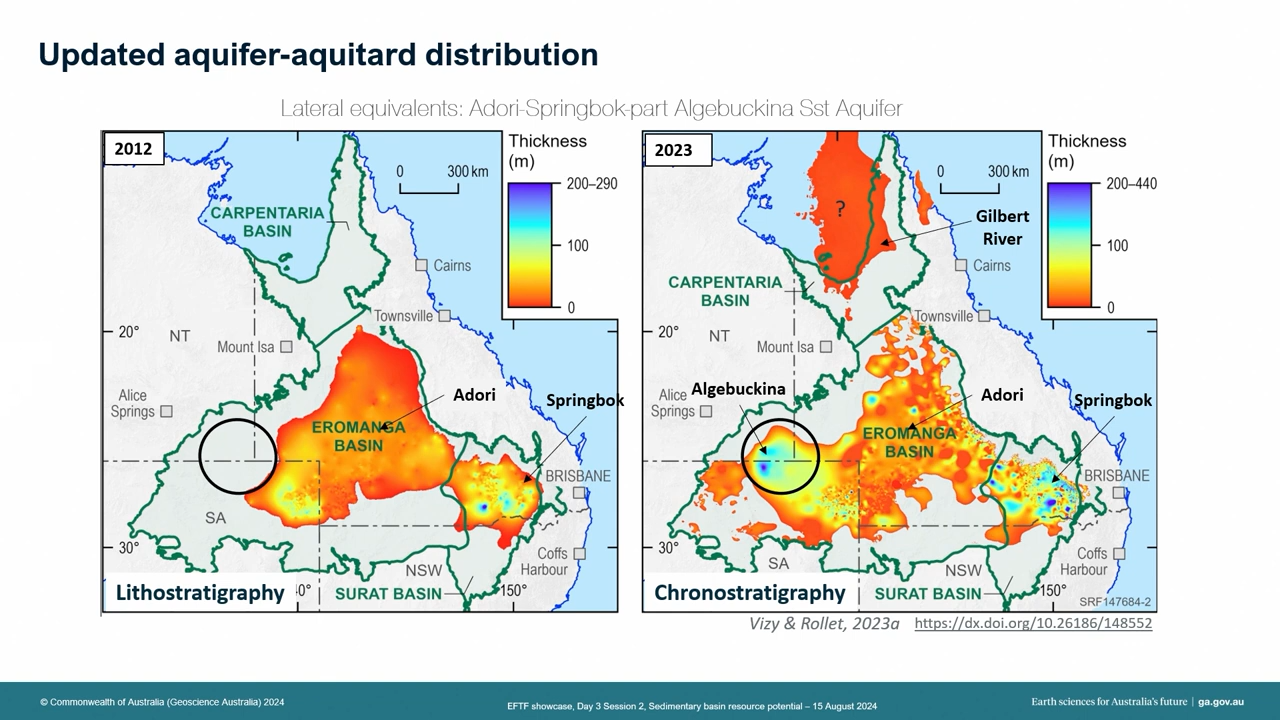 Updated aquifer-aquitard distribution
Lateral equivalents: Adori-Springbok-part Algebuckina Sst Aquifer
2012
Thickness
(m)
200–290
100
0
0 300 km
CARPENTARIA
BASIN
Cairns
Townsville
20°
NT
Mount Isa
Alice
Springs
Adori
Springbok
EROMANGA
BASIN
BRISBANE
SA
30°
Coffs
Harbour
NSW
Lithostratigraphy
40°
SURAT BASIN
150°
2023
Thickness
(m)
200–440
100
0
0 300 km
?
Gilbert
River
Cairns
CARPENTARIA
BASIN
Townsville
20°
NT
Mount Isa
Alice
Springs
Algebuckina
Adori
Springbok
EROMANGA
BASIN
BRISBANE
30°
Coffs
Harbour
SA
NSW
Chronostratigraphy
SURAT BASIN
150°
SRF147684-2
Vizy & Rollet, 2023a https://dx.doi.org/10.26186/148552
© Commonwealth of Australia (Geoscience Australia) 2024
EFTF showcase, Day 3 Session 2, Sedimentary basin resource potential – 15 August 2024
Earth sciences for Australia's future | ga.gov.au